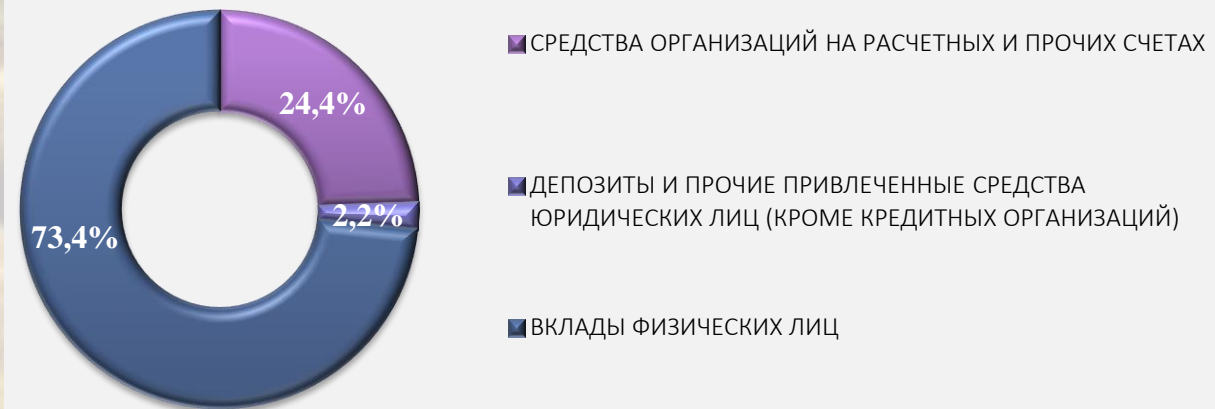 24,4%
2,2%
73,4%
СРЕДСТВА ОРГАНИЗАЦИЙ НА РАСЧЕТНЫХ И ПРОЧИХ СЧЕТАХ
ДЕПОЗИТЫ И ПРОЧИЕ ПРИВЛЕЧЕННЫЕ СРЕДСТВА
ЮРИДИЧЕСКИХ ЛИЦ (КРОМЕ КРЕДИТНЫХ ОРГАНИЗАЦИЙ)
ВКЛАДЫ ФИЗИЧЕСКИХ ЛИЦ